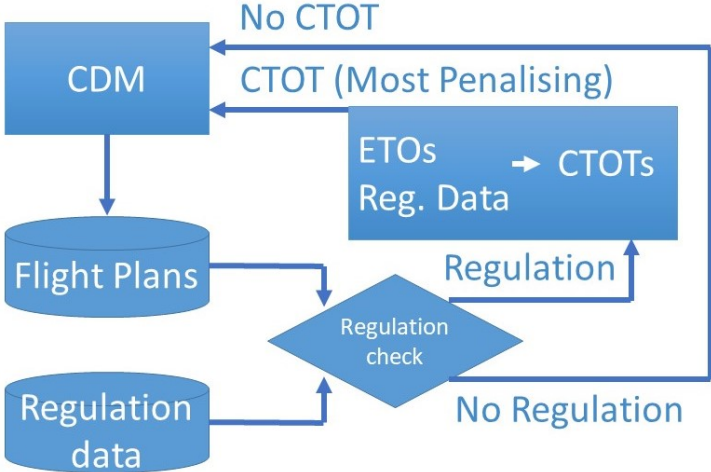 No CTOT
CDM
CTOT (Most Penalising)
ETOs
CTOTs
Reg. Data
Flight Plans
Regulation
Regulation
check
Regulation
data
No Regulation